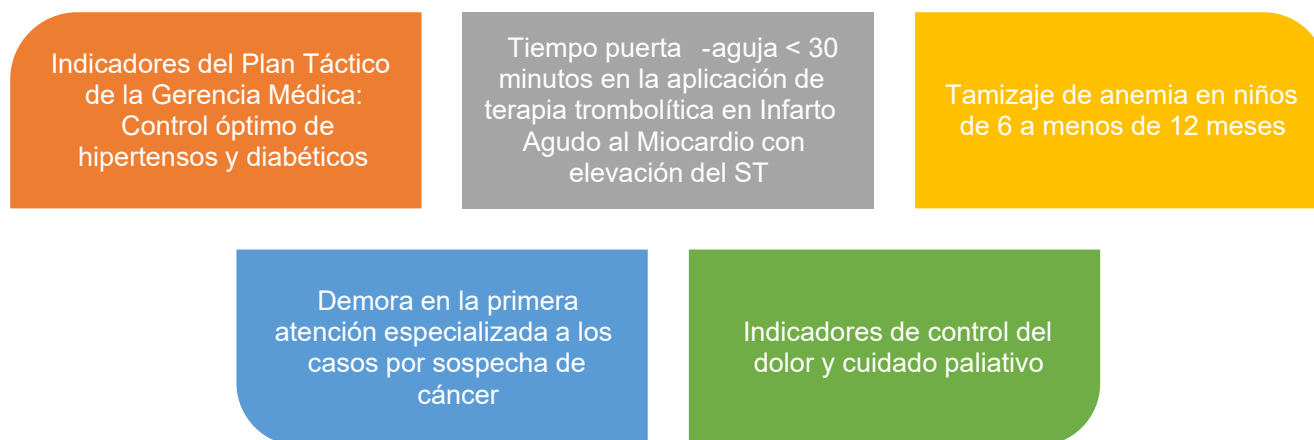 Indicadores del Plan Táctico
de la Gerencia Médica:
Control óptimo de
hipertensos y diabéticos
Tiempo puerta -aguja < 30
minutos en la aplicación de
terapia trombolítica en Infarto
Agudo al Miocardio con
elevación del ST
Tamizaje de anemia en niños
de 6 a menos de 12 meses
Demora en la primera
atención especializada a los
casos por sospecha de
cáncer
Indicadores de control del
dolor y cuidado paliativo